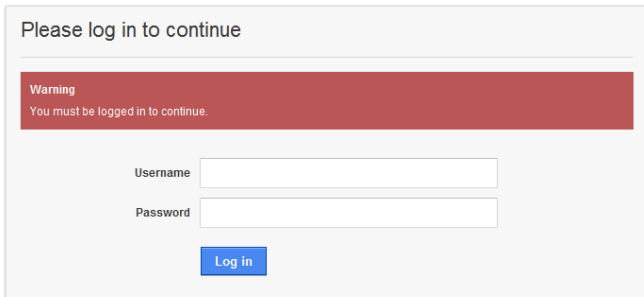 Please log in to continue
Warning
You must be logged in to continue.
Username
Password
Log in